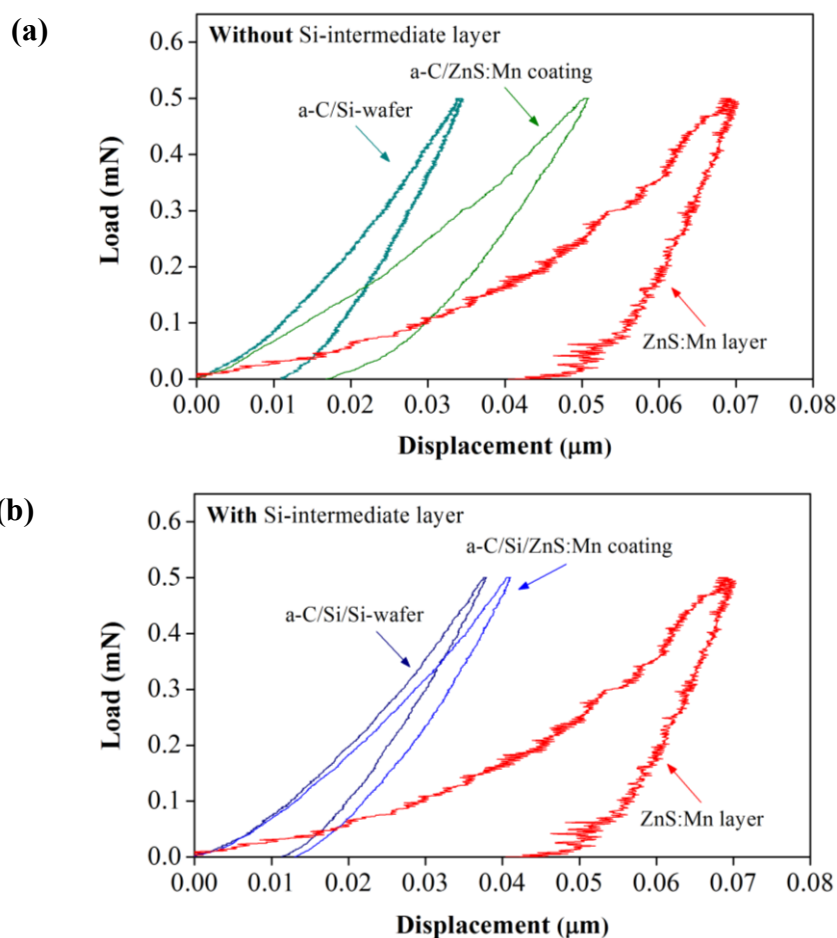 (a)
Without Si-intermediate layer
a-C/ZnS:Mn coating
a-C/Si-wafer
ZnS:Mn layer
Load (mN)
0.6
0.5
0.4
0.3
0.2
0.1
0.0
0.00 0.01 0.02 0.03 0.04 0.05 0.06 0.07 0.08
Displacement (μm)
(b)
With Si-intermediate layer
a-C/Si/ZnS:Mn coating
a-C/Si/Si-wafer
ZnS:Mn layer
Load (mN)
0.6
0.5
0.4
0.3
0.2
0.1
0.0
0.00 0.01 0.02 0.03 0.04 0.05 0.06 0.07 0.08
Displacement (μm)